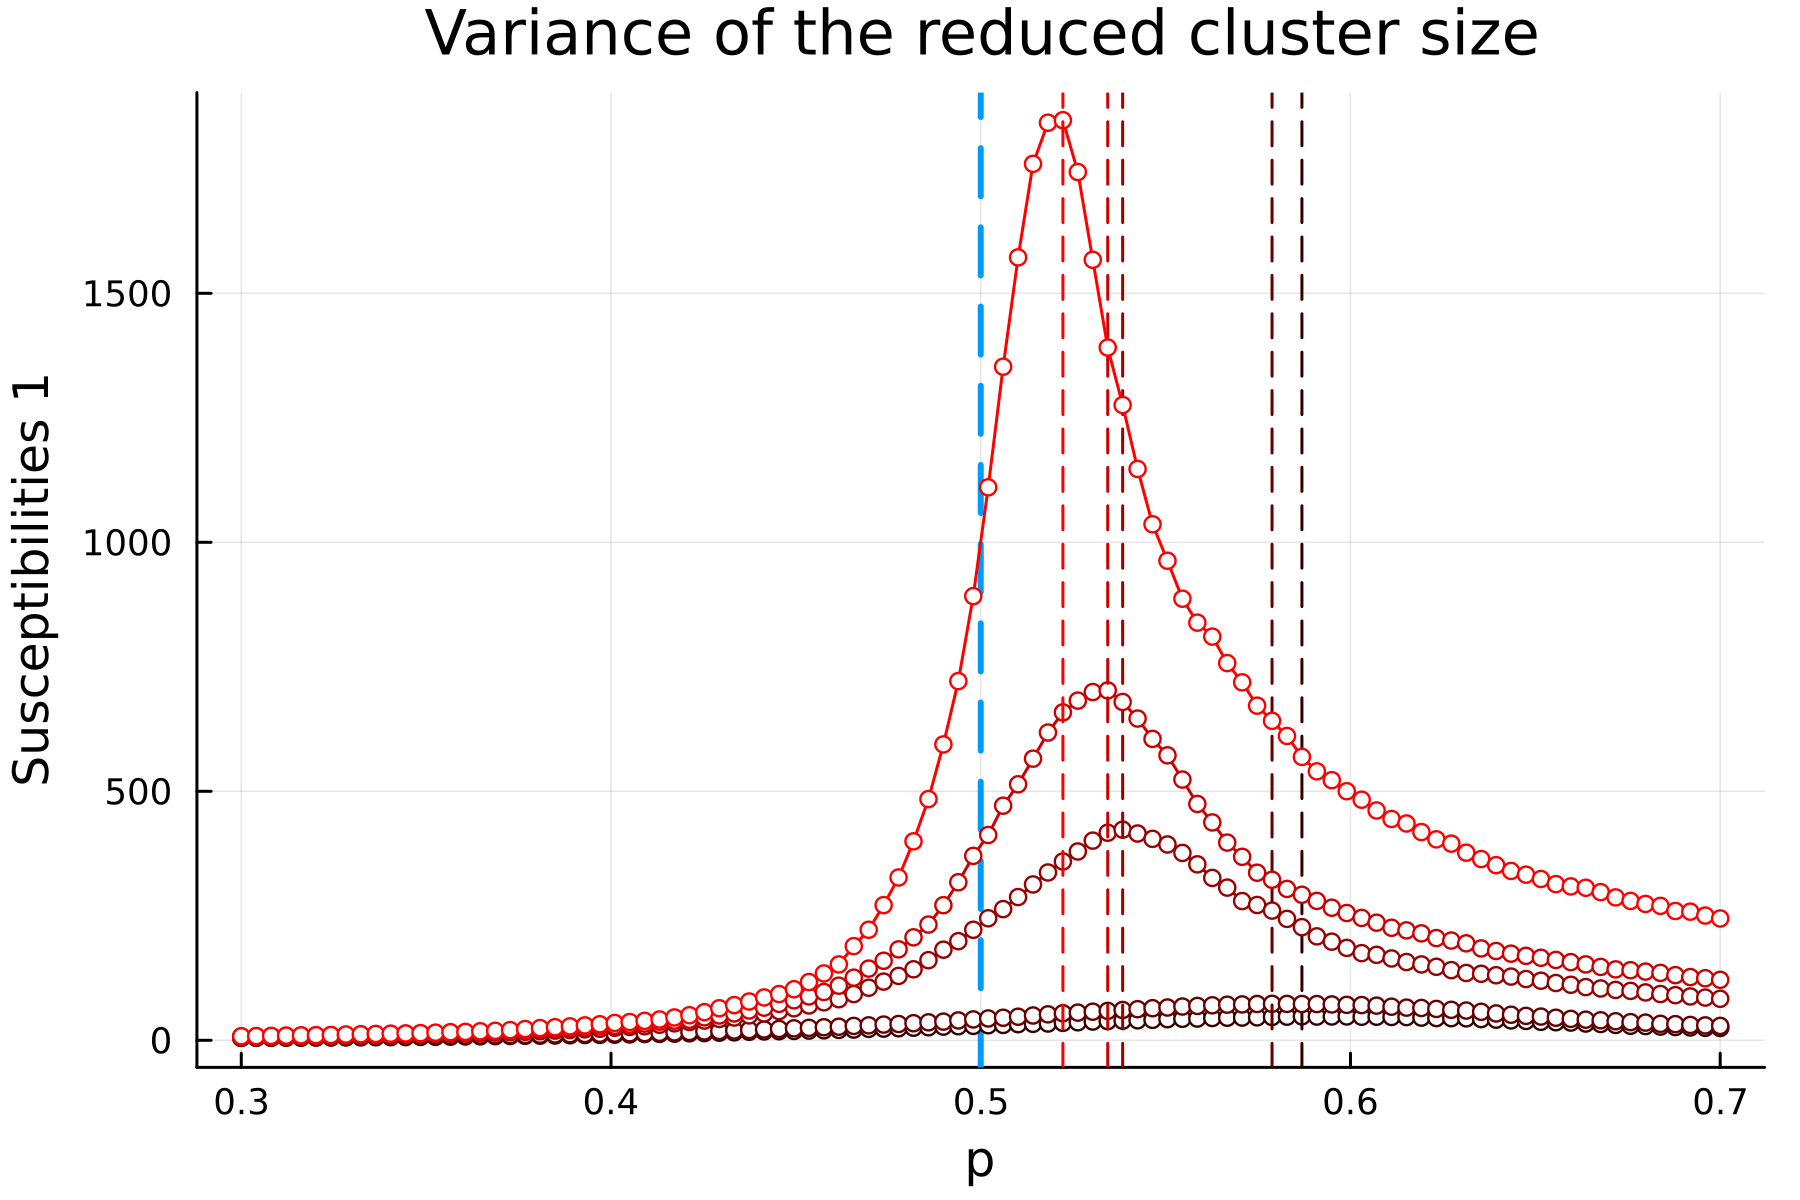 Variance of the reduced cluster size
Susceptibilities 1
1500
1000
500
0
0.3 0.4 0.5 0.6 0.7
p